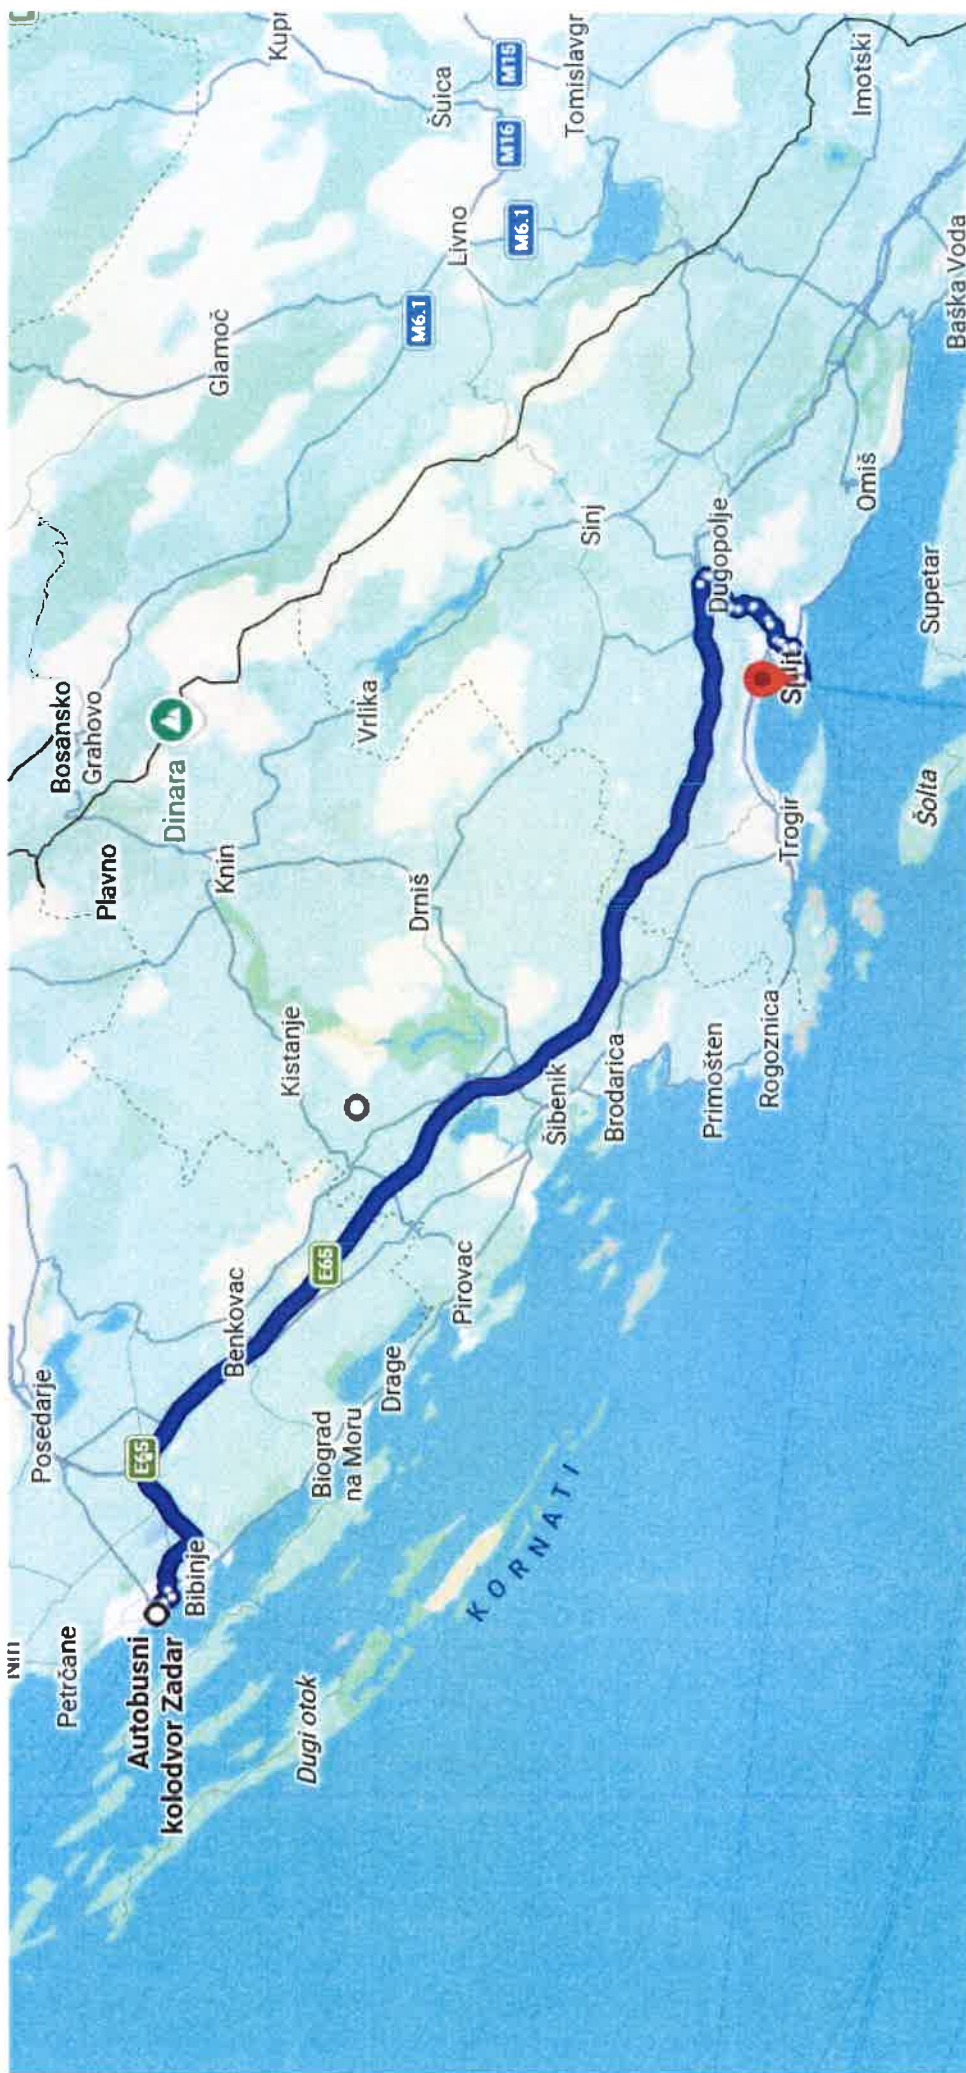 Nin
Petrčane
Autobusni
kolodvor Zadar
Bibinje
Posedarje
E65
Benkovac
E65
Biograd
na Moru
Drage
Pirovac
Dugi otok
KORNATI
Kistanje
Šibenik
Brodarica
Primošten
Rogoznica
Plavno
Knin
Drniš
Bosansko
Grahovo
Dinara
Vrlika
Trogir
Split
Šolta
Dugopolje
Sinj
Omiš
Supetar
Glamoč
M6.1
Livno
M6.1
M16
M15
Kupr
Šuica
Tomislavgr
Imotski
Baška Voda